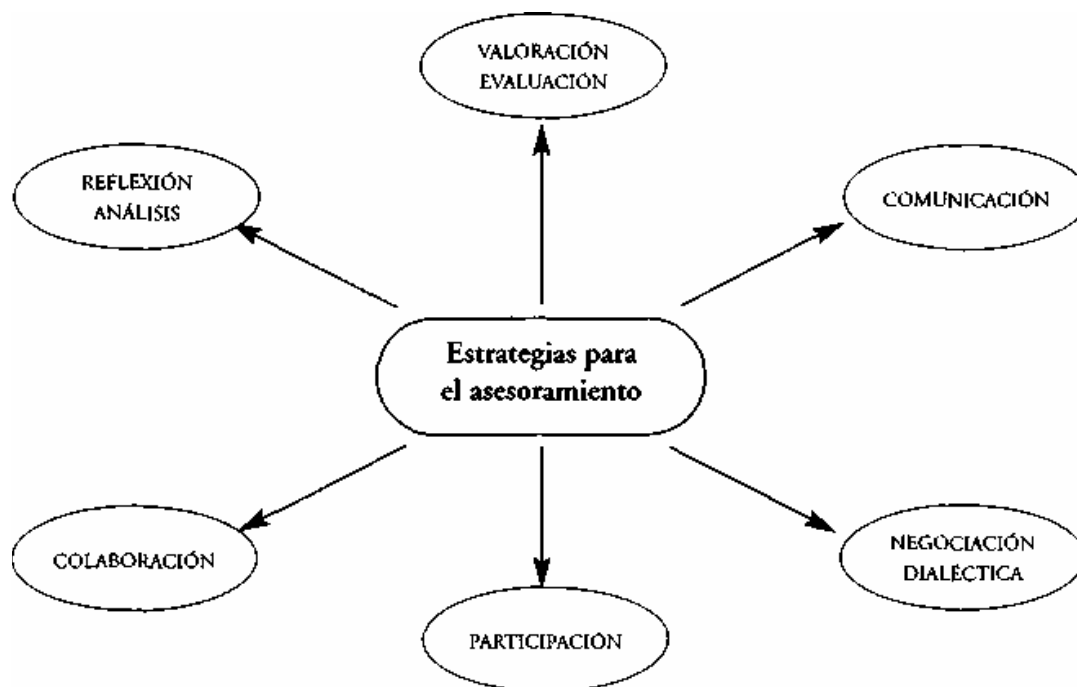 VALORACIÓN
EVALUACIÓN
REFLEXIÓN
ANÁLISIS
COMUNICACIÓN
Estrategias para
el asesoramiento
COLABORACIÓN
NEGOCIACIÓN
DIALÉCTICA
PARTICIPACIÓN